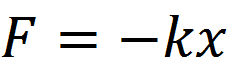 F = −kx